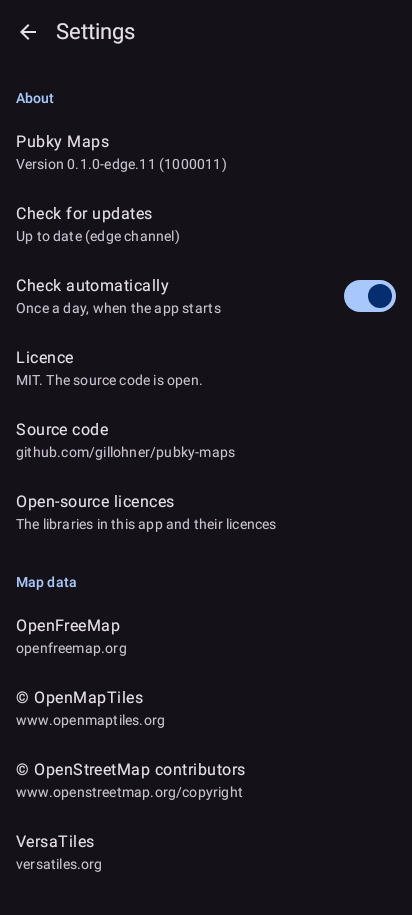 Settings
About
Pubky Maps
Version 0.1.0-edge.11 (1000011)
Check for updates
Up to date (edge channel)
Check automatically
Once a day, when the app starts
Licence
MIT. The source code is open.
Source code
github.com/gillohner/pubky-maps
Open-source licences
The libraries in this app and their licences
Map data
OpenFreeMap
openfreemap.org
© OpenMapTiles
www.openmaptiles.org
© OpenStreetMap contributors
www.openstreetmap.org/copyright
VersaTiles
versatiles.org